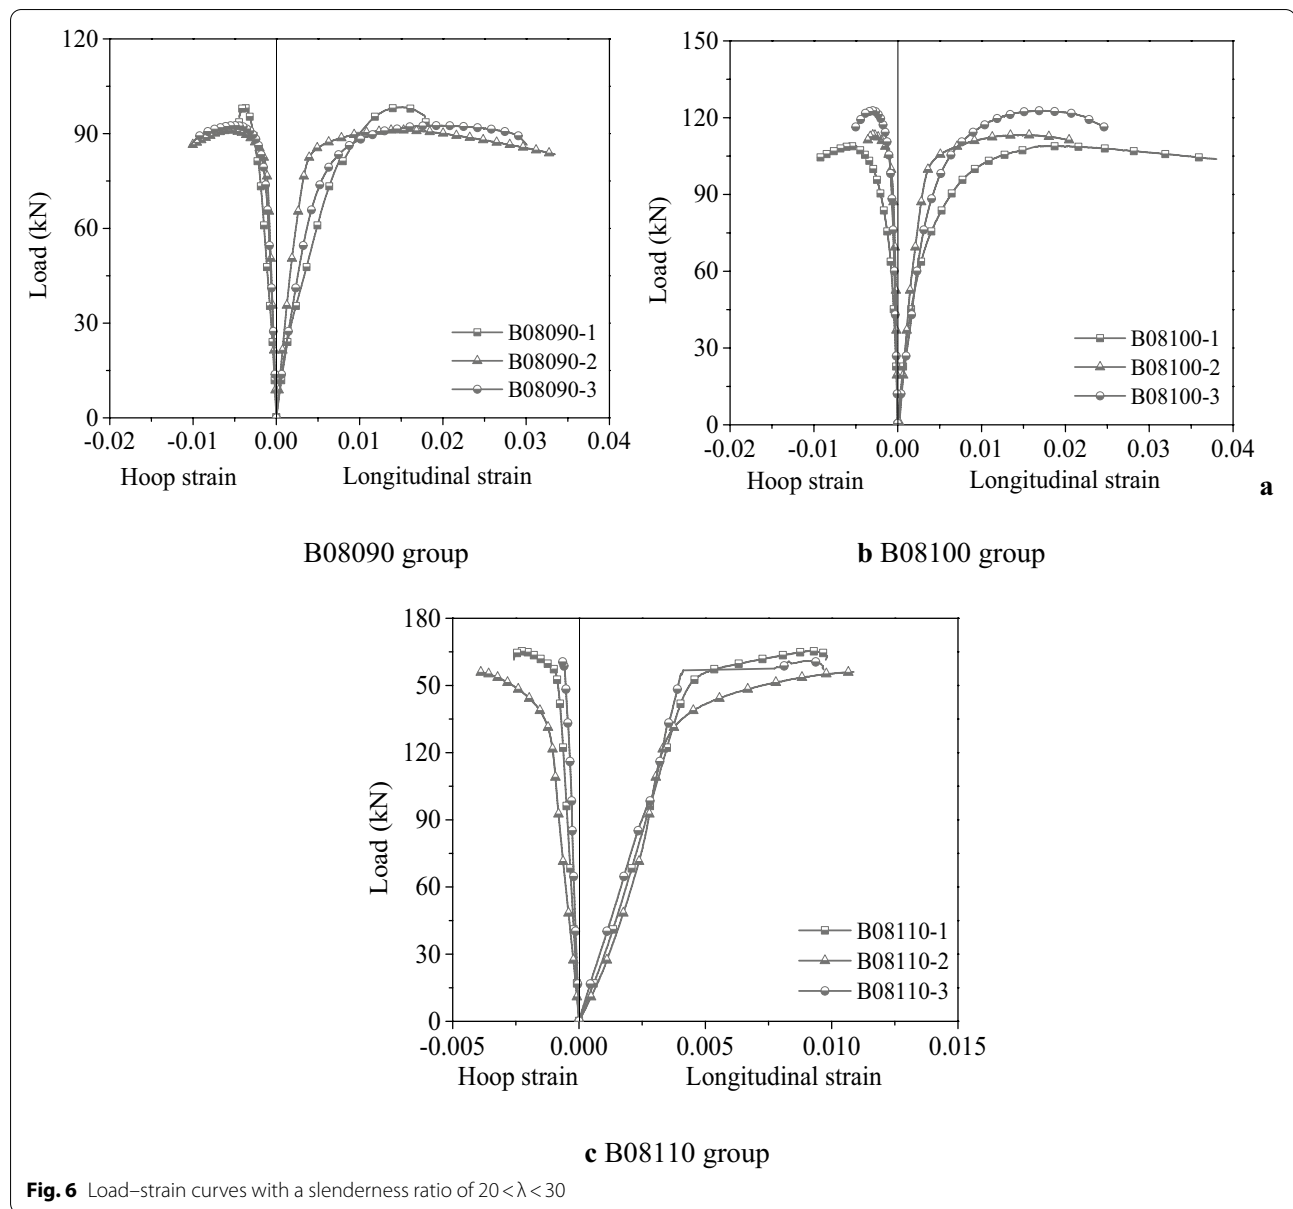 120
90
60
30
0
Load (kN)
-0.02 -0.01 0.00 0.01 0.02 0.03 0.04
Hoop strain Longitudinal strain
B08090-1
B08090-2
B08090-3
B08090 group
150
120
90
60
30
0
Load (kN)
-0.02 -0.01 0.00 0.01 0.02 0.03 0.04
Hoop strain Longitudinal strain
B08100-1
B08100-2
B08100-3
a
b B08100 group
180
50
120
90
60
30
0
Load (kN)
-0.005 0.000 0.005 0.010 0.015
Hoop strain Longitudinal strain
B08110-1
B08110-2
B08110-3
c B08110 group
Fig. 6 Load–strain curves with a slenderness ratio of 20 < λ < 30